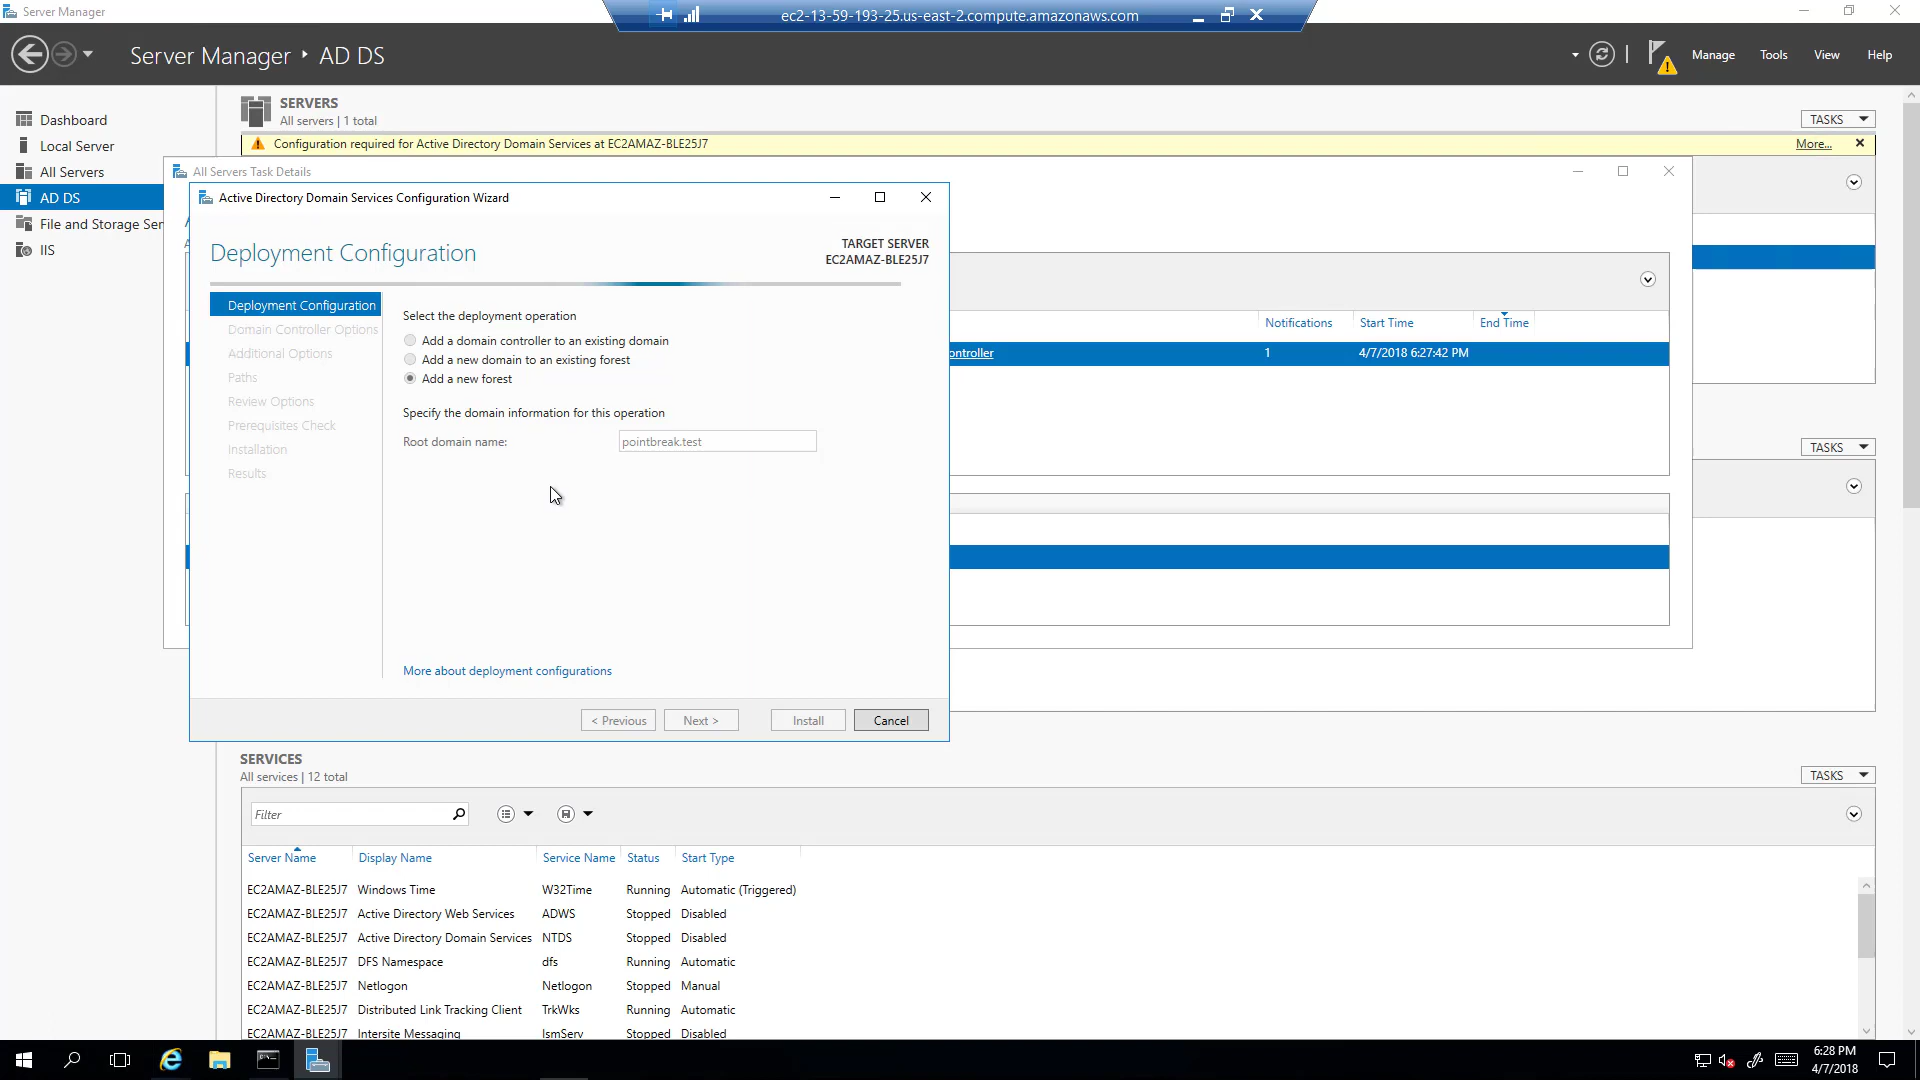 Server Manager
ec2-13-59-193-25.us-east-2.compute.amazonaws.com
Server Manager ‣ AD DS
Manage Tools View Help
Dashboard
Local Server
All Servers
AD DS
File and Storage Ser
IIS
SERVERS
All servers | 1 total
TASKS
Configuration required for Active Directory Domain Services at EC2AMAZ-BLE25J7
More...
All Servers Task Details
Active Directory Domain Services Configuration Wizard
Deployment Configuration
TARGET SERVER
EC2AMAZ-BLE25J7
Deployment Configuration
Domain Controller Options
Additional Options
Paths
Review Options
Prerequisites Check
Installation
Results
Select the deployment operation
Add a domain controller to an existing domain
Add a new domain to an existing forest
Add a new forest
Specify the domain information for this operation
Root domain name: pointbreak.test
More about deployment configurations
< Previous Next > Install Cancel
Notifications Start Time End Time
ontroller 1 4/7/2018 6:27:42 PM
TASKS
SERVICES
All services | 12 total
TASKS
Filter
Server Name Display Name Service Name Status Start Type
EC2AMAZ-BLE25J7 Windows Time W32Time Running Automatic (Triggered)
EC2AMAZ-BLE25J7 Active Directory Web Services ADWS Stopped Disabled
EC2AMAZ-BLE25J7 Active Directory Domain Services NTDS Stopped Disabled
EC2AMAZ-BLE25J7 DFS Namespace dfs Running Automatic
EC2AMAZ-BLE25J7 Netlogon Netlogon Stopped Manual
EC2AMAZ-BLE25J7 Distributed Link Tracking Client TrkWks Running Automatic
EC2AMAZ-BLE25J7 Intersite Messaging IsmServ Stopped Disabled
6:28 PM
4/7/2018